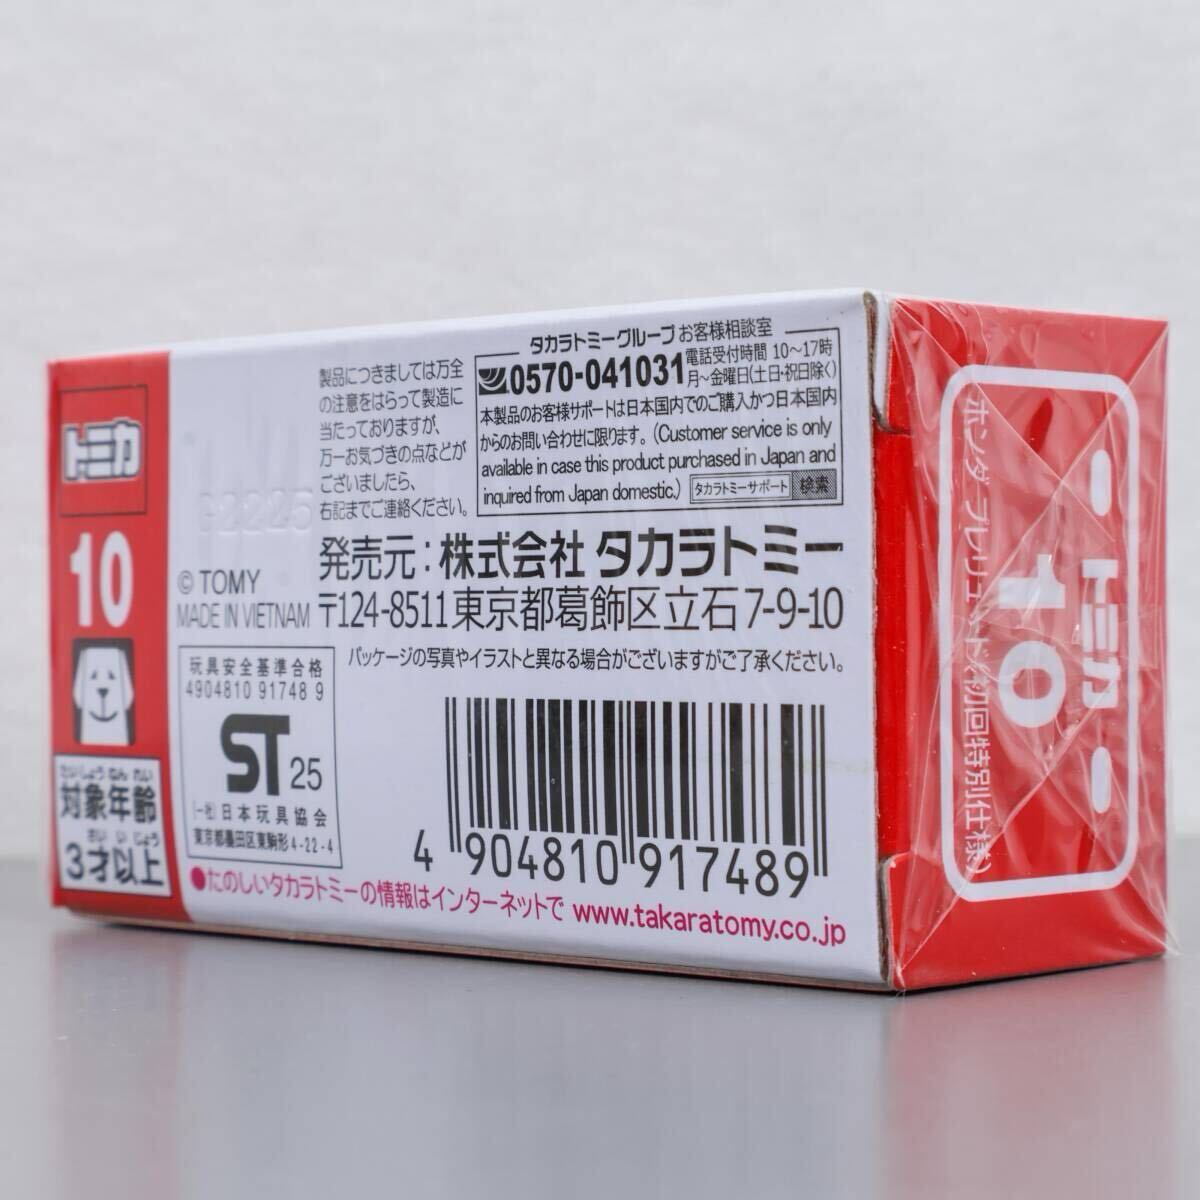 トミカ
10
たいしょうねんれい
対象年齢
さいいじょう
3才以上
製品につきましては万全
の注意をはらって製造に
当たっておりますが、
万一お気づきの点などが
ございましたら、
右記までご連絡ください。
タカラトミーグループお客様相談室
0570-041031
電話受付時間 10〜17時
月〜金曜日(土日・祝日除く)
本製品のお客様サポートは日本国内でのご購入かつ日本国内
からのお問い合わせに限ります。(Customer service is only
available in case this product purchased in Japan and
inquired from Japan domestic.) タカラトミーサポート 検索
© TOMY
MADE IN VIETNAM
発売元：株式会社 タカラトミー
〒124-8511 東京都葛飾区立石7-9-10
パッケージの写真やイラストと異なる場合がございますがご了承ください。
玩具安全基準合格
4904810 91748 9
ST 25
(一社)日本玩具協会
東京都墨田区東駒形4-22-4
4 904810 917489
●たのしいタカラトミーの情報はインターネットで www.takaratomy.co.jp
トミカ
10
ホンダ プレリュード(初回特別仕様)